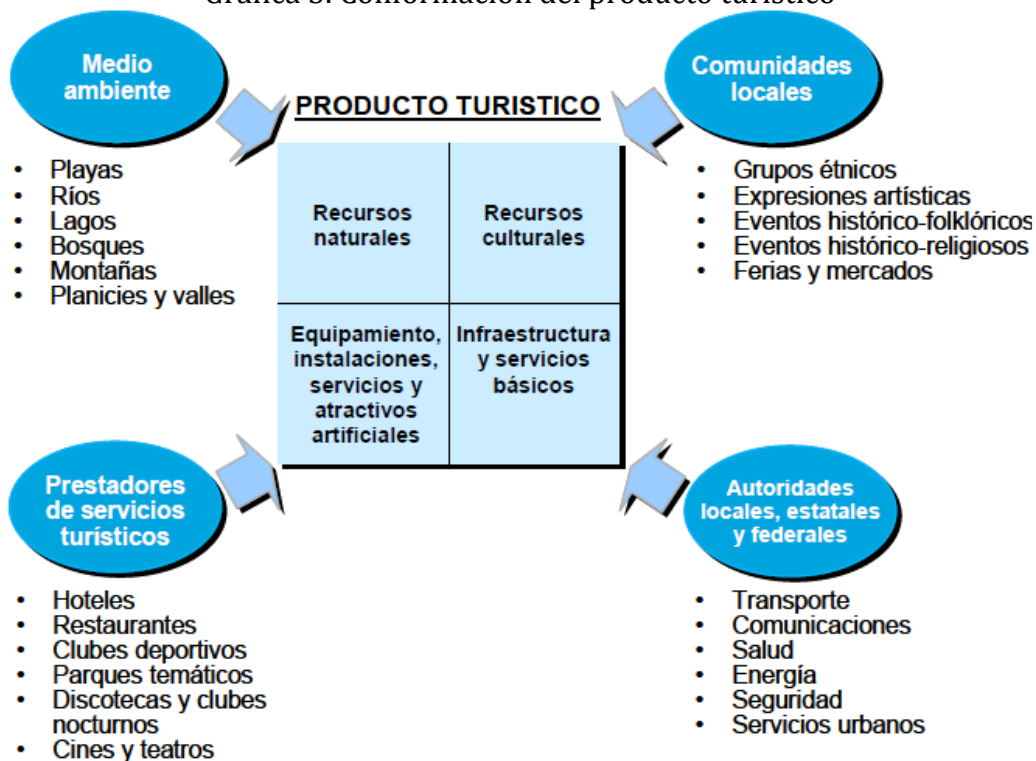 Gráfica 3. Conformación del producto turístico
Medio
ambiente
• Playas
• Ríos
• Lagos
• Bosques
• Montañas
• Planicies y valles
PRODUCTO TURISTICO
Comunidades
locales
• Grupos étnicos
• Expresiones artísticas
• Eventos histórico-folklóricos
• Eventos histórico-religiosos
• Ferias y mercados
Recursos
naturales
Recursos
culturales
Equipamiento,
instalaciones,
servicios y
atractivos
artificiales
Infraestructura
y servicios
básicos
Prestadores
de servicios
turísticos
• Hoteles
• Restaurantes
• Clubes deportivos
• Parques temáticos
• Discotecas y clubes
nocturnos
• Cines y teatros
Autoridades
locales, estatales
y federales
• Transporte
• Comunicaciones
• Salud
• Energía
• Seguridad
• Servicios urbanos